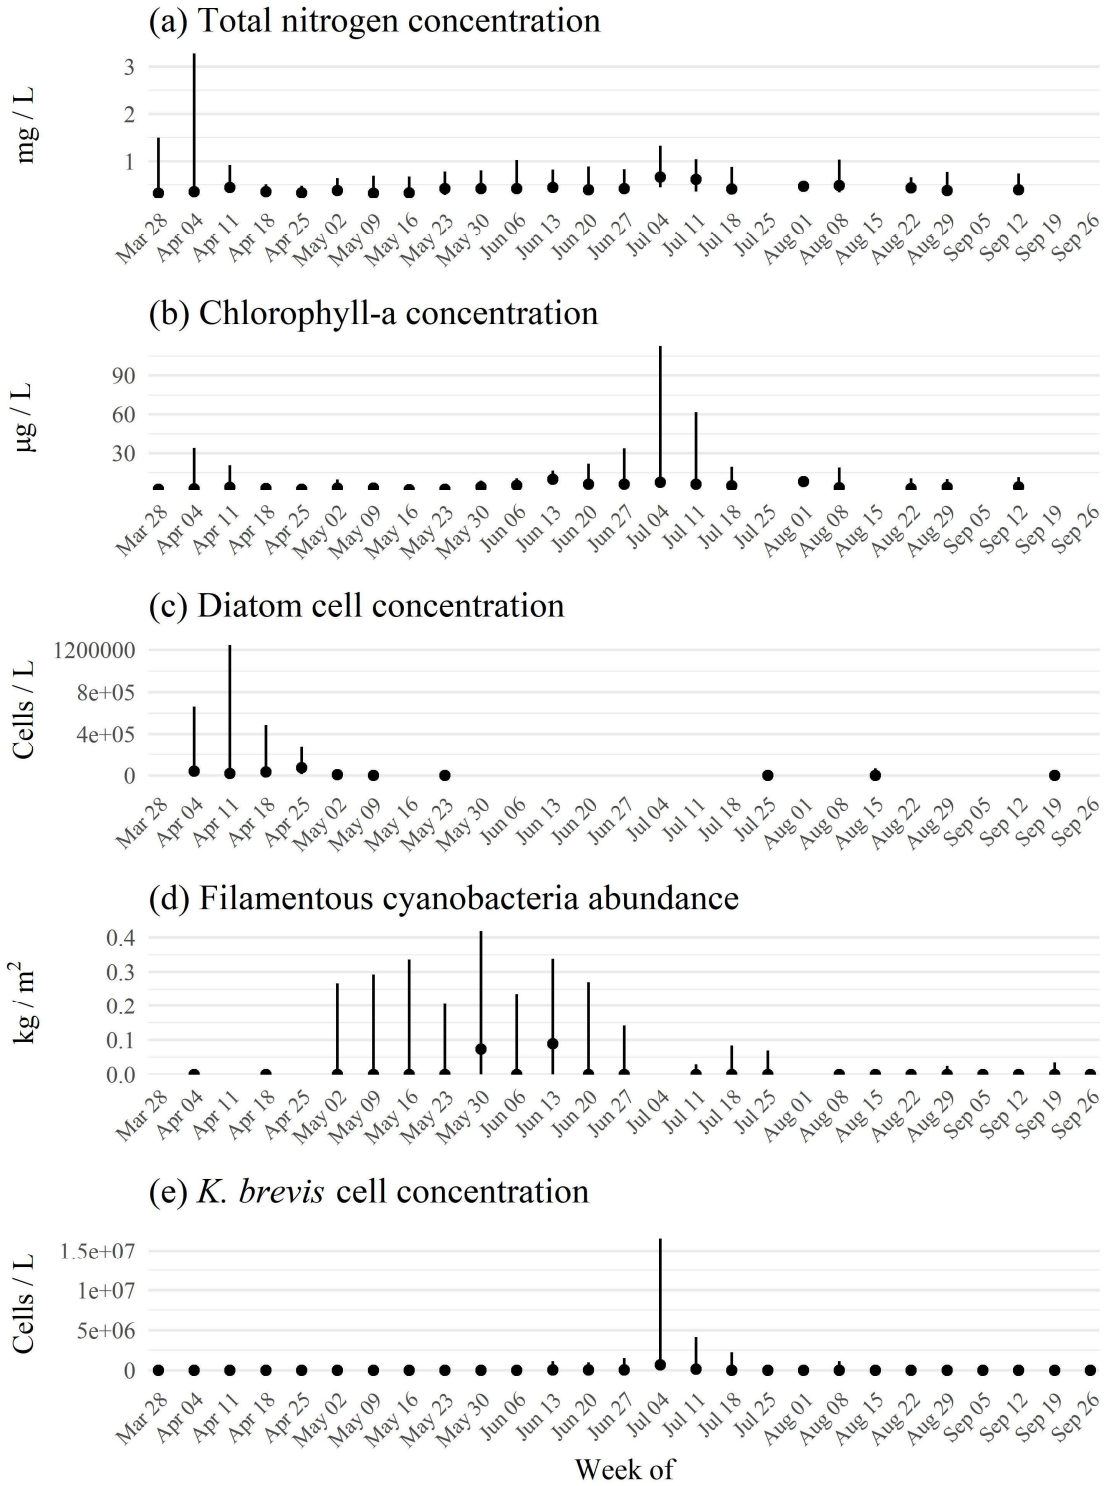 (a) Total nitrogen concentration
mg / L
3
2
1
Mar 28 Apr 04 Apr 11 Apr 18 Apr 25 May 02 May 09 May 16 May 23 May 30 Jun 06 Jun 13 Jun 20 Jun 27 Jul 04 Jul 11 Jul 18 Jul 25 Aug 01 Aug 08 Aug 15 Aug 22 Aug 29 Sep 05 Sep 12 Sep 19 Sep 26
(b) Chlorophyll-a concentration
µg / L
90
60
30
Mar 28 Apr 04 Apr 11 Apr 18 Apr 25 May 02 May 09 May 16 May 23 May 30 Jun 06 Jun 13 Jun 20 Jun 27 Jul 04 Jul 11 Jul 18 Jul 25 Aug 01 Aug 08 Aug 15 Aug 22 Aug 29 Sep 05 Sep 12 Sep 19 Sep 26
(c) Diatom cell concentration
Cells / L
1200000
8e+05
4e+05
0
Mar 28 Apr 04 Apr 11 Apr 18 Apr 25 May 02 May 09 May 16 May 23 May 30 Jun 06 Jun 13 Jun 20 Jun 27 Jul 04 Jul 11 Jul 18 Jul 25 Aug 01 Aug 08 Aug 15 Aug 22 Aug 29 Sep 05 Sep 12 Sep 19 Sep 26
(d) Filamentous cyanobacteria abundance
kg / m²
0.4
0.3
0.2
0.1
0.0
Mar 28 Apr 04 Apr 11 Apr 18 Apr 25 May 02 May 09 May 16 May 23 May 30 Jun 06 Jun 13 Jun 20 Jun 27 Jul 04 Jul 11 Jul 18 Jul 25 Aug 01 Aug 08 Aug 15 Aug 22 Aug 29 Sep 05 Sep 12 Sep 19 Sep 26
(e) K. brevis cell concentration
Cells / L
1.5e+07
1e+07
5e+06
0
Mar 28 Apr 04 Apr 11 Apr 18 Apr 25 May 02 May 09 May 16 May 23 May 30 Jun 06 Jun 13 Jun 20 Jun 27 Jul 04 Jul 11 Jul 18 Jul 25 Aug 01 Aug 08 Aug 15 Aug 22 Aug 29 Sep 05 Sep 12 Sep 19 Sep 26
Week of